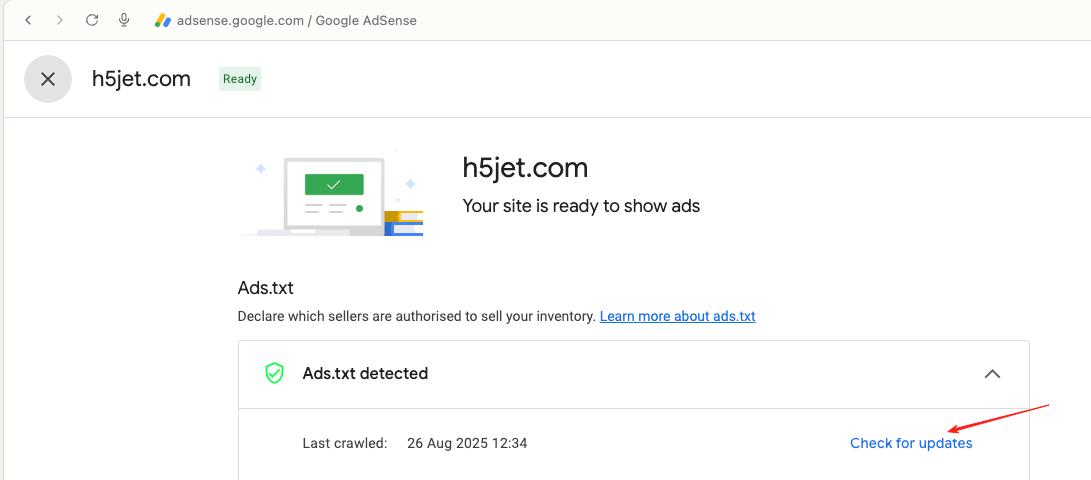 adsense.google.com / Google AdSense
h5jet.com Ready
h5jet.com
Your site is ready to show ads
Ads.txt
Declare which sellers are authorised to sell your inventory. Learn more about ads.txt
Ads.txt detected
Last crawled: 26 Aug 2025 12:34 Check for updates